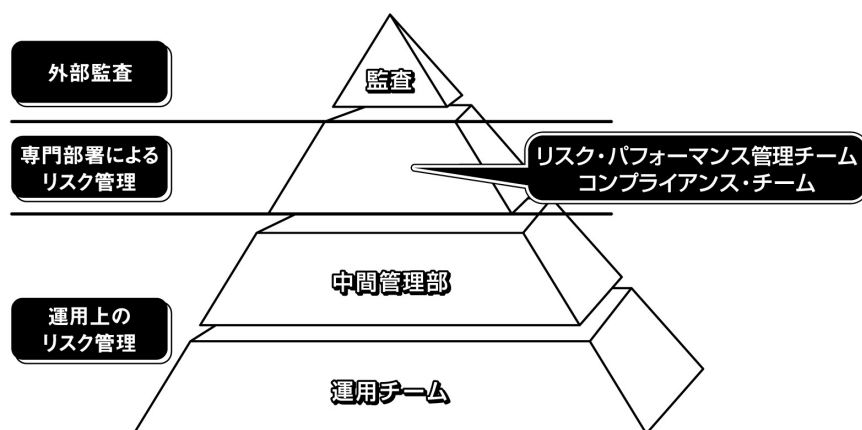 外部監査
監査
専門部署による
リスク管理
リスク・パフォーマンス管理チーム
コンプライアンス・チーム
中間管理部
運用上の
リスク管理
運用チーム